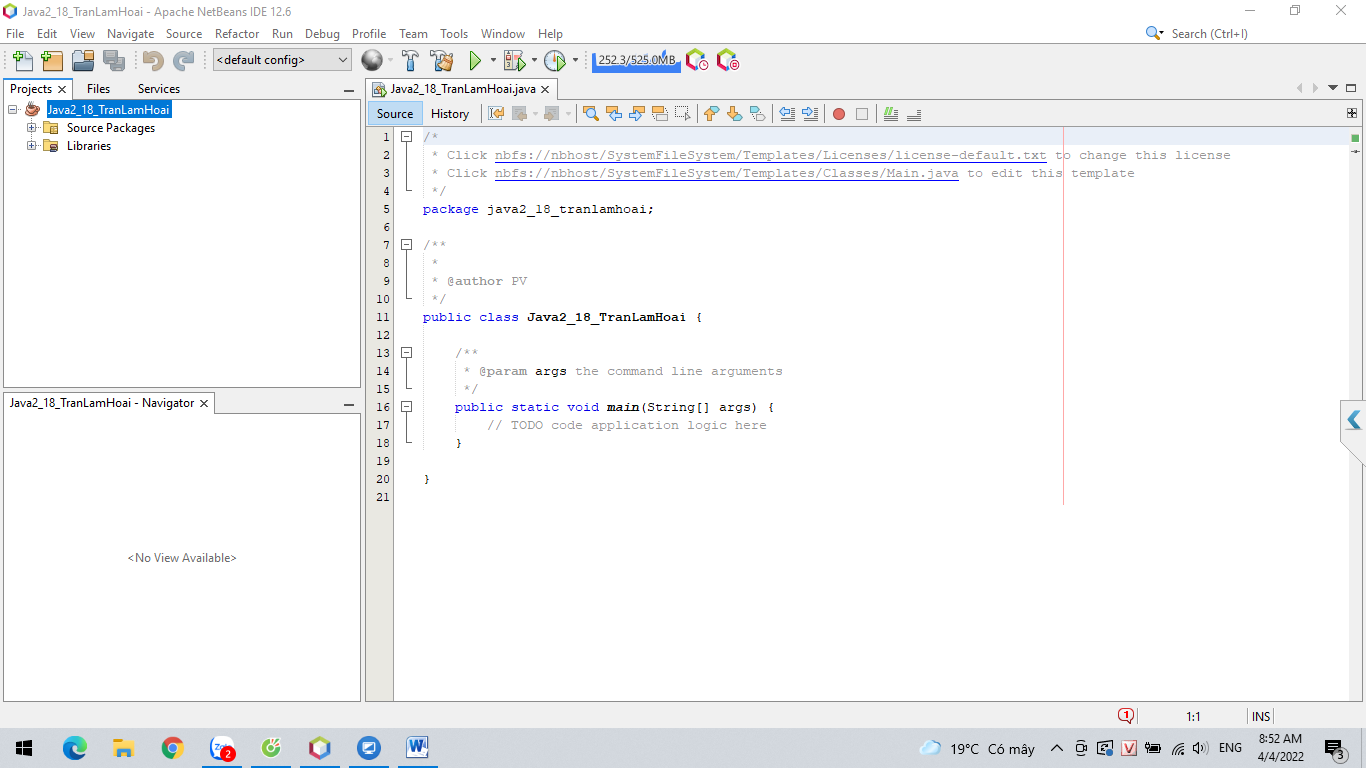 Java2_18_TranLamHoai - Apache NetBeans IDE 12.6
File Edit View Navigate Source Refactor Run Debug Profile Team Tools Window Help
Search (Ctrl+I)
<default config>
252.3/525.0MB
Projects Files Services
Java2_18_TranLamHoai
Source Packages
Libraries
Java2_18_TranLamHoai - Navigator
<No View Available>
Java2_18_TranLamHoai.java
Source History
1 /*
2 * Click nbfs://nbhost/SystemFileSystem/Templates/Licenses/license-default.txt to change this license
3 * Click nbfs://nbhost/SystemFileSystem/Templates/Classes/Main.java to edit this template
4 */
5 package java2_18_tranlamhoai;
6
7 /**
8 *
9 * @author PV
10 */
11 public class Java2_18_TranLamHoai {
12
13 /**
14 * @param args the command line arguments
15 */
16 public static void main(String[] args) {
17 // TODO code application logic here
18 }
19
20 }
21
1 1:1 INS
Zalo 2
19°C Có mây
ENG
8:52 AM
4/4/2022
3